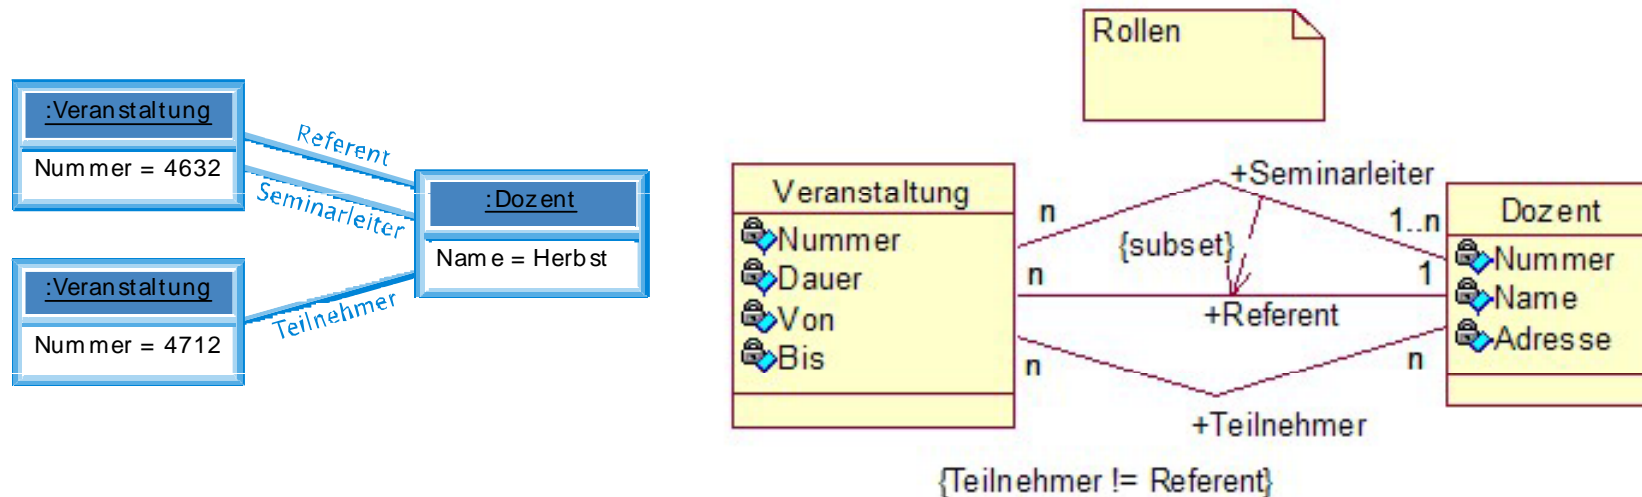 :Veranstaltung
Nummer = 4632
:Veranstaltung
Nummer = 4712
Referent
Seminarleiter
Teilnehmer
:Dozent
Name = Herbst
Rollen
Veranstaltung
Nummer
Dauer
Von
Bis
n
+Seminarleiter
1..n
{subset}
n
1
+Referent
n
n
+Teilnehmer
Dozent
Nummer
Name
Adresse
{Teilnehmer != Referent}